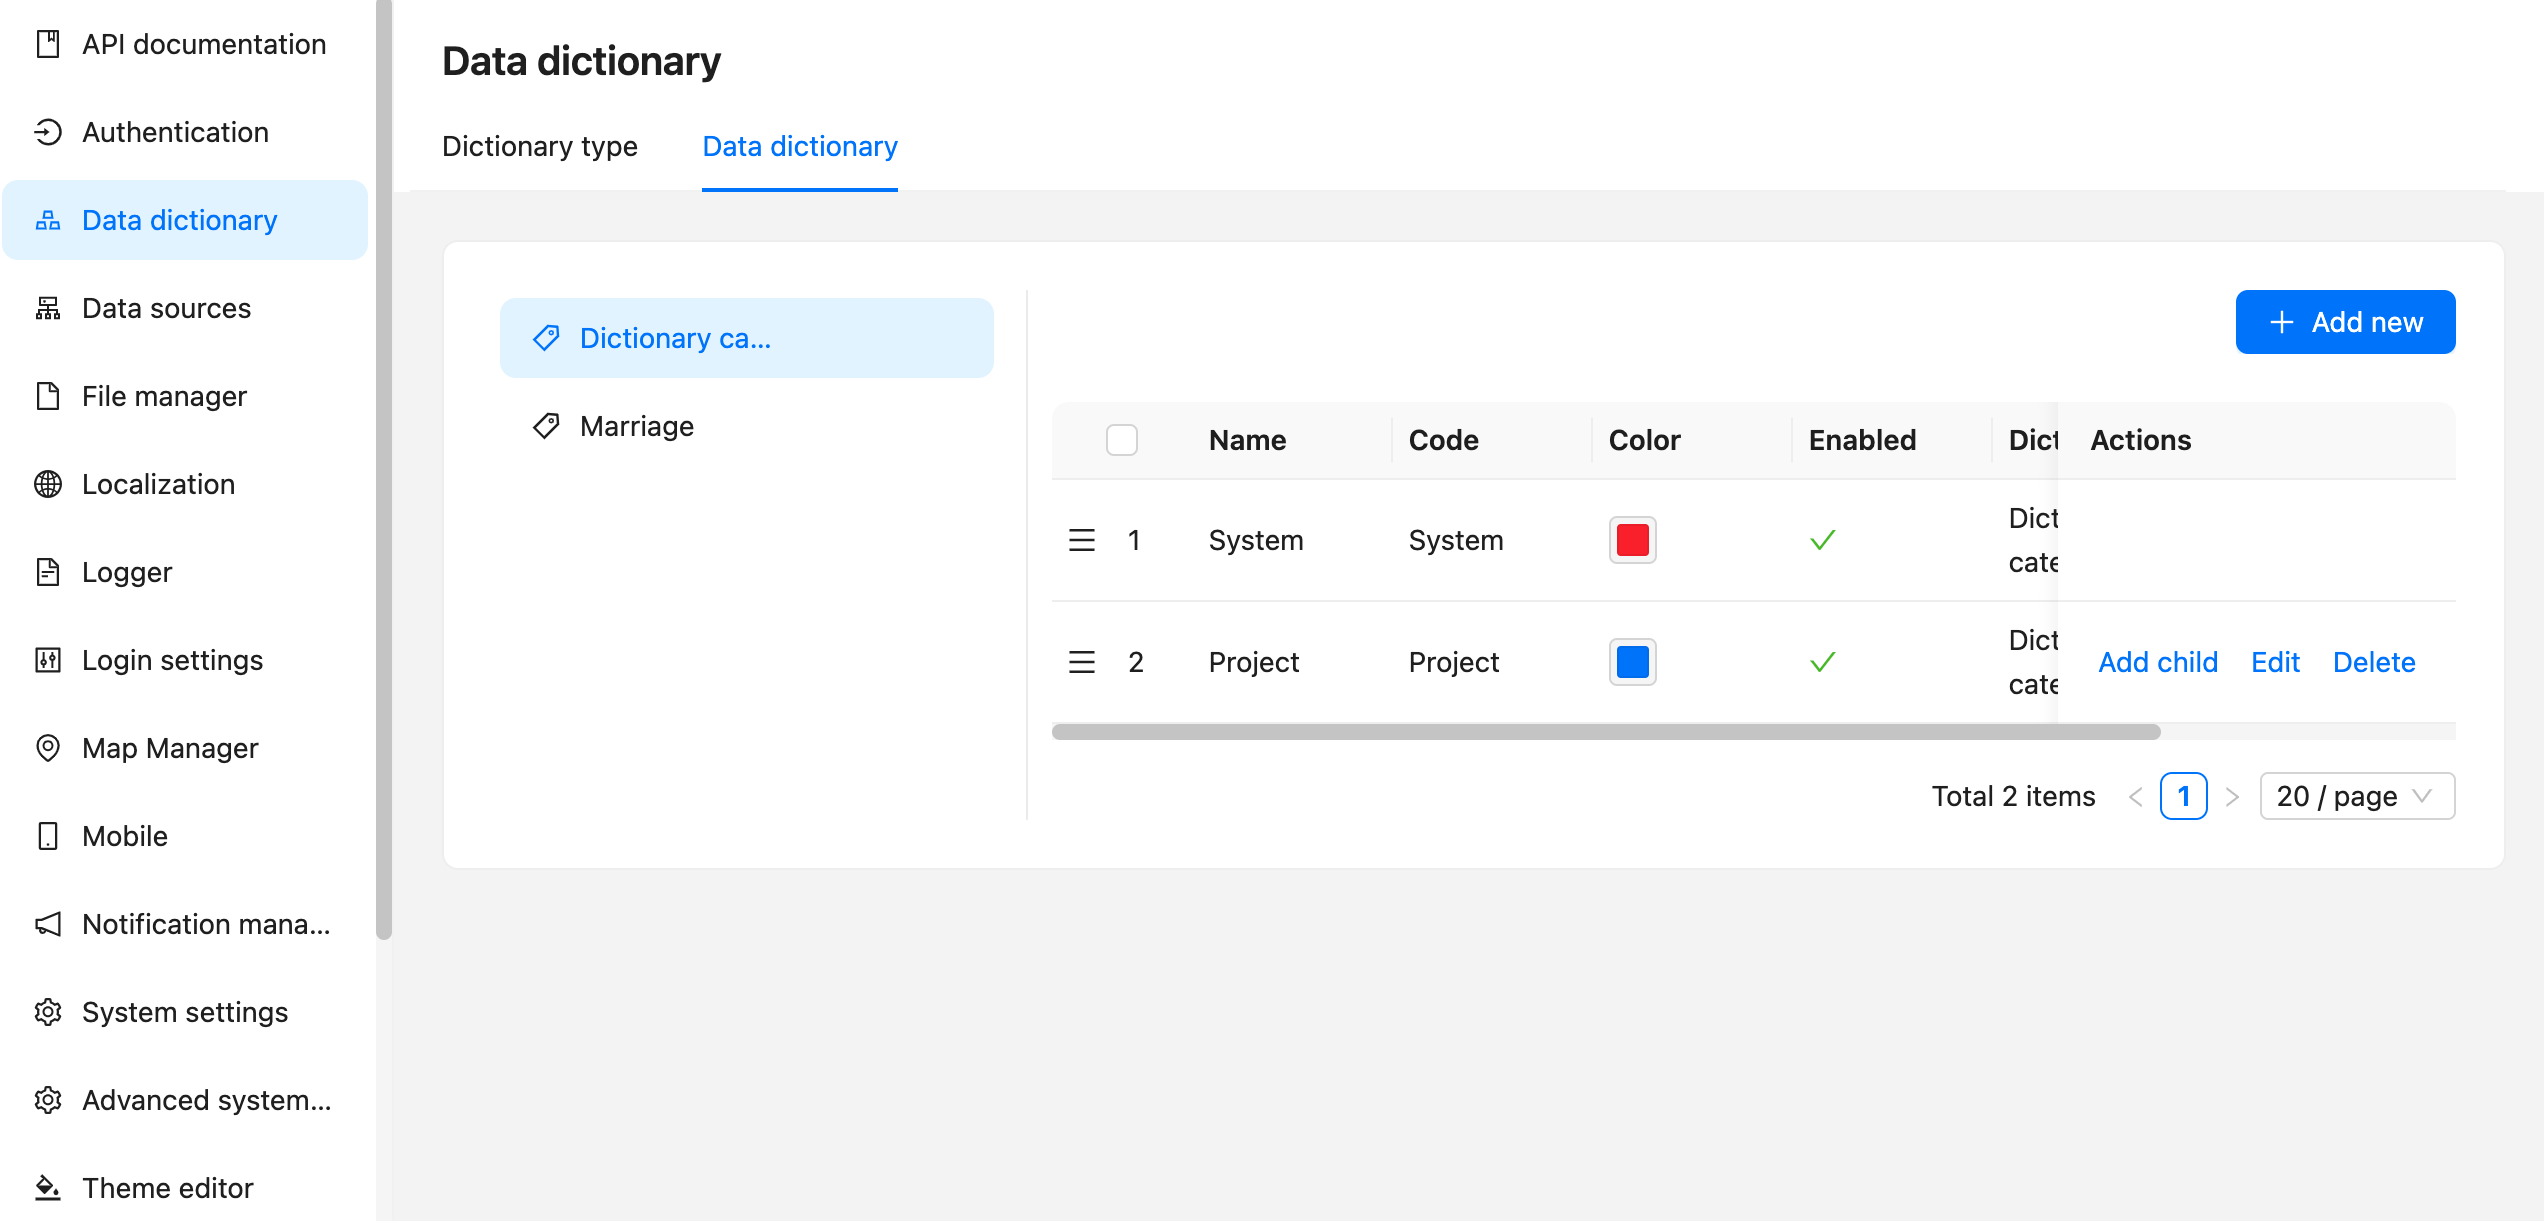 API documentation
Authentication
Data dictionary
Data sources
File manager
Localization
Logger
Login settings
Map Manager
Mobile
Notification mana...
System settings
Advanced system...
Theme editor
Data dictionary
Dictionary type
Data dictionary
Dictionary ca...
Marriage
Add new
Name Code Color Enabled Dict Actions
1 System System Dict
cate
2 Project Project Dict
cate
Add child Edit Delete
Total 2 items < 1 > 20 / page